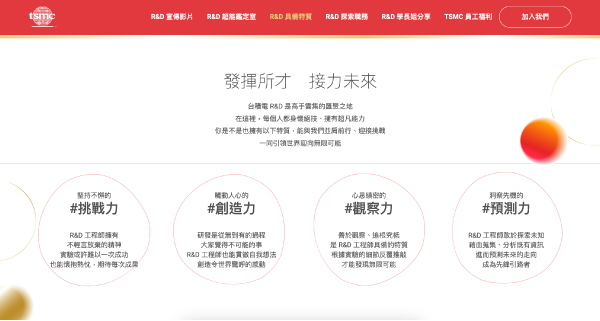 tsmc
R&D 宣傳影片 R&D 超能鑑定室 R&D 具備特質 R&D 探索職務 R&D 學長姐分享 TSMC 員工福利 加入我們
發揮所才 接力未來
台積電 R&D 是高手雲集的匯聚之地
在這裡，每個人都身懷絕技、擁有超凡能力
你是不是也擁有以下特質，能與我們並肩前行、迎接挑戰
一同引領世界迎向無限可能
堅持不懈的
#挑戰力
R&D 工程師擁有
不輕言放棄的精神
實驗或許難以一次成功
也能懷抱熱忱，期待每次成果
觸動人心的
#創造力
研發是從無到有的過程
大家覺得不可能的事
R&D 工程師也能實徹自我想法
創造令世界驚呼的感動
心思縝密的
#觀察力
善於觀察、追根究柢
是 R&D 工程師具備的特質
根據實驗的細節反覆推敲
才能發現無限可能
洞察先機的
#預測力
R&D 工程師勇於探索未知
藉由蒐集、分析既有資訊
進而預測未來的走向
成為先鋒引路者